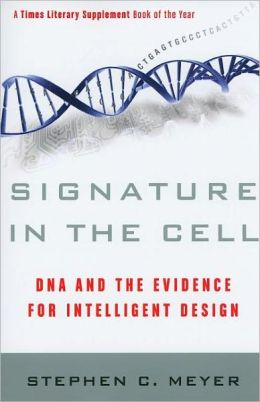 A Times Literary Supplement Book of the Year
ACTGAGTGCCCTCACTGTTA
SIGNATURE
IN THE CELL
DNA AND THE EVIDENCE
FOR INTELLIGENT DESIGN
STEPHEN C. MEYER